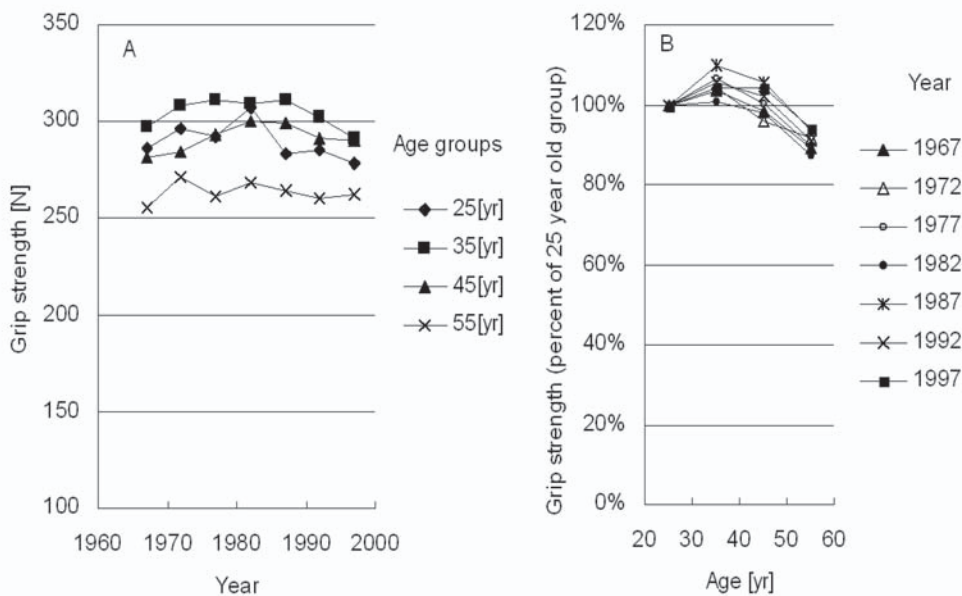 A
Grip strength [N]
350
300
250
200
150
100
1960 1970 1980 1990 2000
Year
Age groups
25[yr]
35[yr]
45[yr]
55[yr]
B
Grip strength (percent of 25 year old group)
120%
100%
80%
60%
40%
20%
0%
20 30 40 50 60
Age [yr]
Year
1967
1972
1977
1982
1987
1992
1997